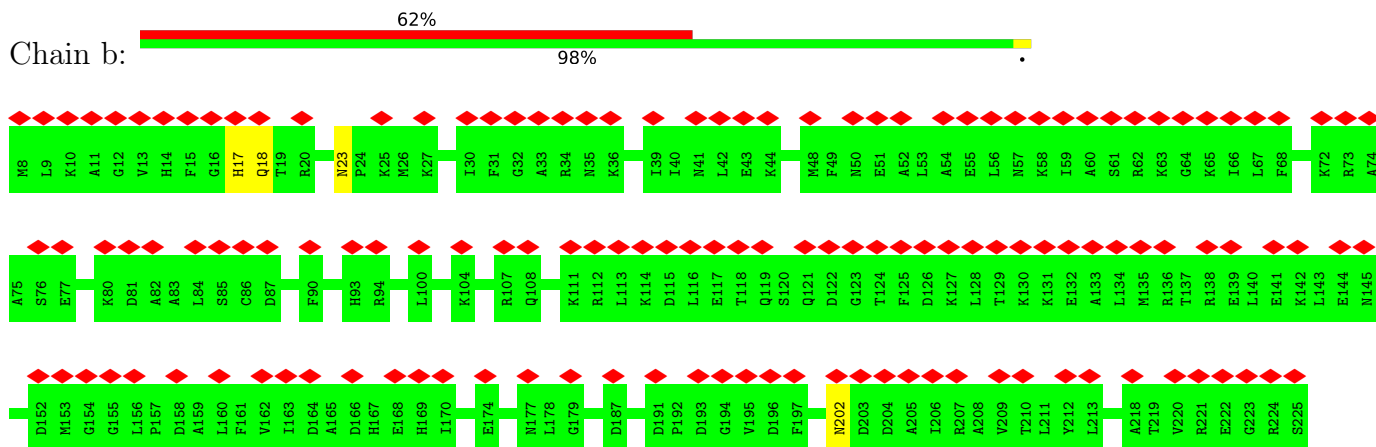 62%
Chain b:
98%
.
M8 L9 K10 A11 G12 V13 H14 F15 G16 H17 Q18 T19 R20 N23 P24 K25 M26 K27 I30 F31 G32 A33 R34 N35 K36 I39 I40 N41 L42 E43 K44 M48 F49 N50 E51 A52 L53 A54 E55 L56 N57 K58 I59 A60 S61 R62 K63 G64 K65 I66 L67 F68 K72 R73 A74
A75 S76 E77 K80 D81 A82 A83 L84 S85 C86 D87 F90 H93 R94 L100 K104 R107 Q108 K111 R112 L113 K114 D115 L116 E117 T118 Q119 S120 Q121 D122 G123 T124 F125 D126 K127 L128 T129 K130 K131 E132 A133 L134 M135 R136 T137 R138 E139 L140 E141 K142 L143 E144 N145
D152 M153 G154 G155 L156 P157 D158 A159 L160 F161 V162 I163 D164 A165 D166 H167 E168 H169 I170 E174 N177 L178 G179 D187 D191 P192 D193 G194 V195 D196 F197 N202 D203 D204 A205 I206 R207 A208 V209 T210 L211 Y212 L213 A218 T219 V220 R221 E222 G223 R224 S225